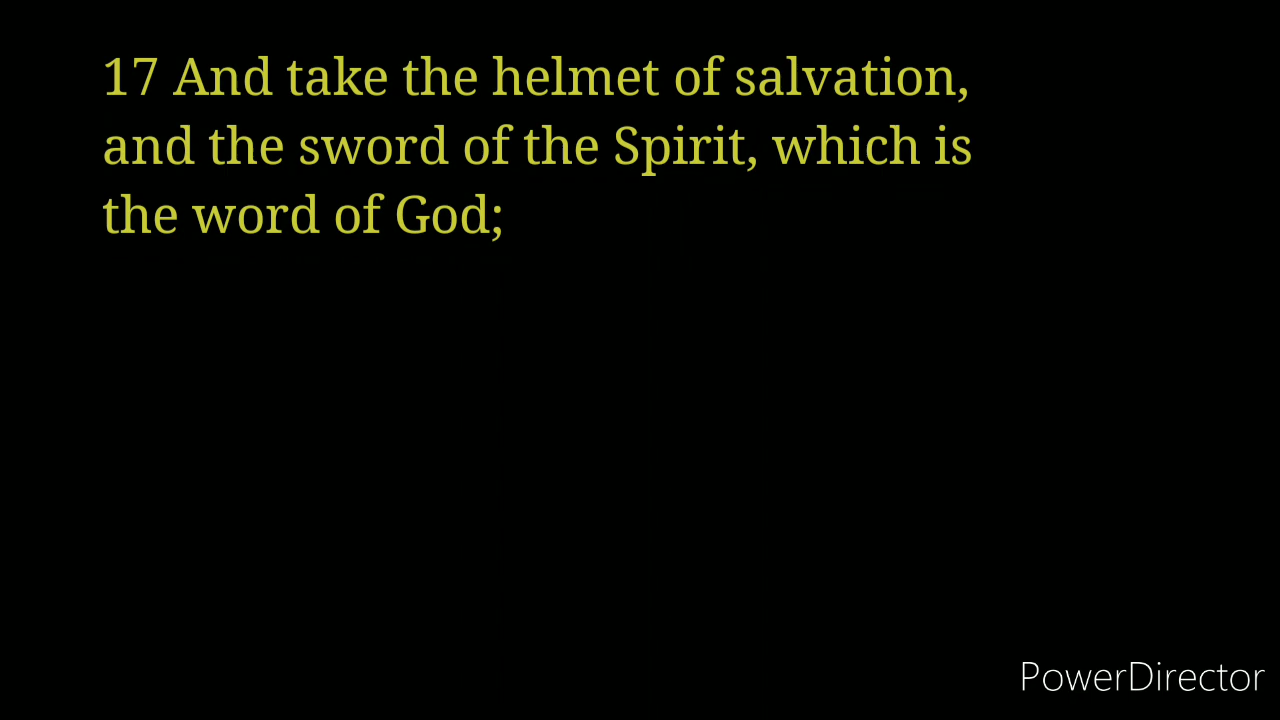 17 And take the helmet of salvation,
and the sword of the Spirit, which is
the word of God;
PowerDirector